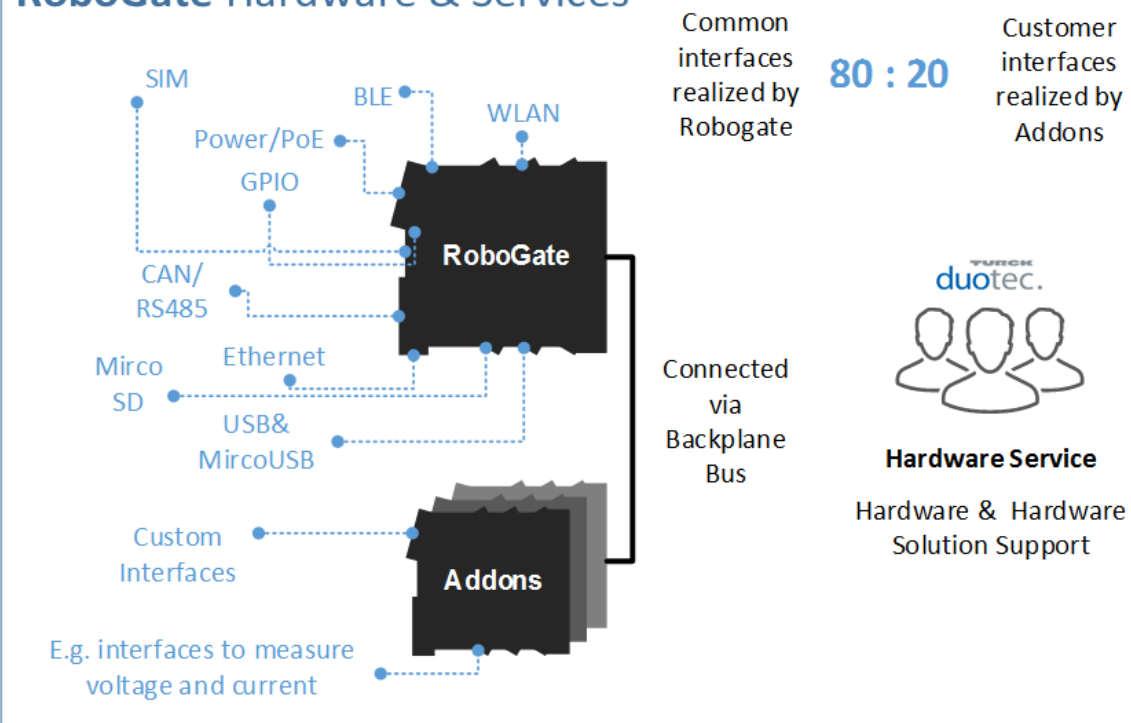 RoboGate Hardware & Services
Common
interfaces
realized by
Robogate
80 : 20
Customer
interfaces
realized by
Addons
SIM
BLE
WLAN
Power/PoE
GPIO
RoboGate
CAN/
RS485
Ethernet
Mirco
SD
USB&
MircoUSB
Connected
via
Backplane
Bus
TURCK
duotec.
Hardware Service
Hardware & Hardware
Solution Support
Custom
Interfaces
Addons
E.g. interfaces to measure
voltage and current